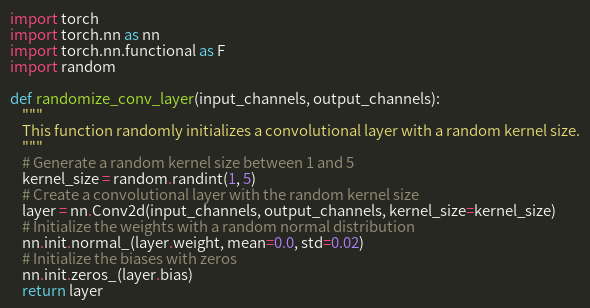 import torch
import torch.nn as nn
import torch.nn.functional as F
import random

def randomize_conv_layer(input_channels, output_channels):
    """
    This function randomly initializes a convolutional layer with a random kernel size.
    """
    # Generate a random kernel size between 1 and 5
    kernel_size = random.randint(1, 5)
    # Create a convolutional layer with the random kernel size
    layer = nn.Conv2d(input_channels, output_channels, kernel_size=kernel_size)
    # Initialize the weights with a random normal distribution
    nn.init.normal_(layer.weight, mean=0.0, std=0.02)
    # Initialize the biases with zeros
    nn.init.zeros_(layer.bias)
    return layer